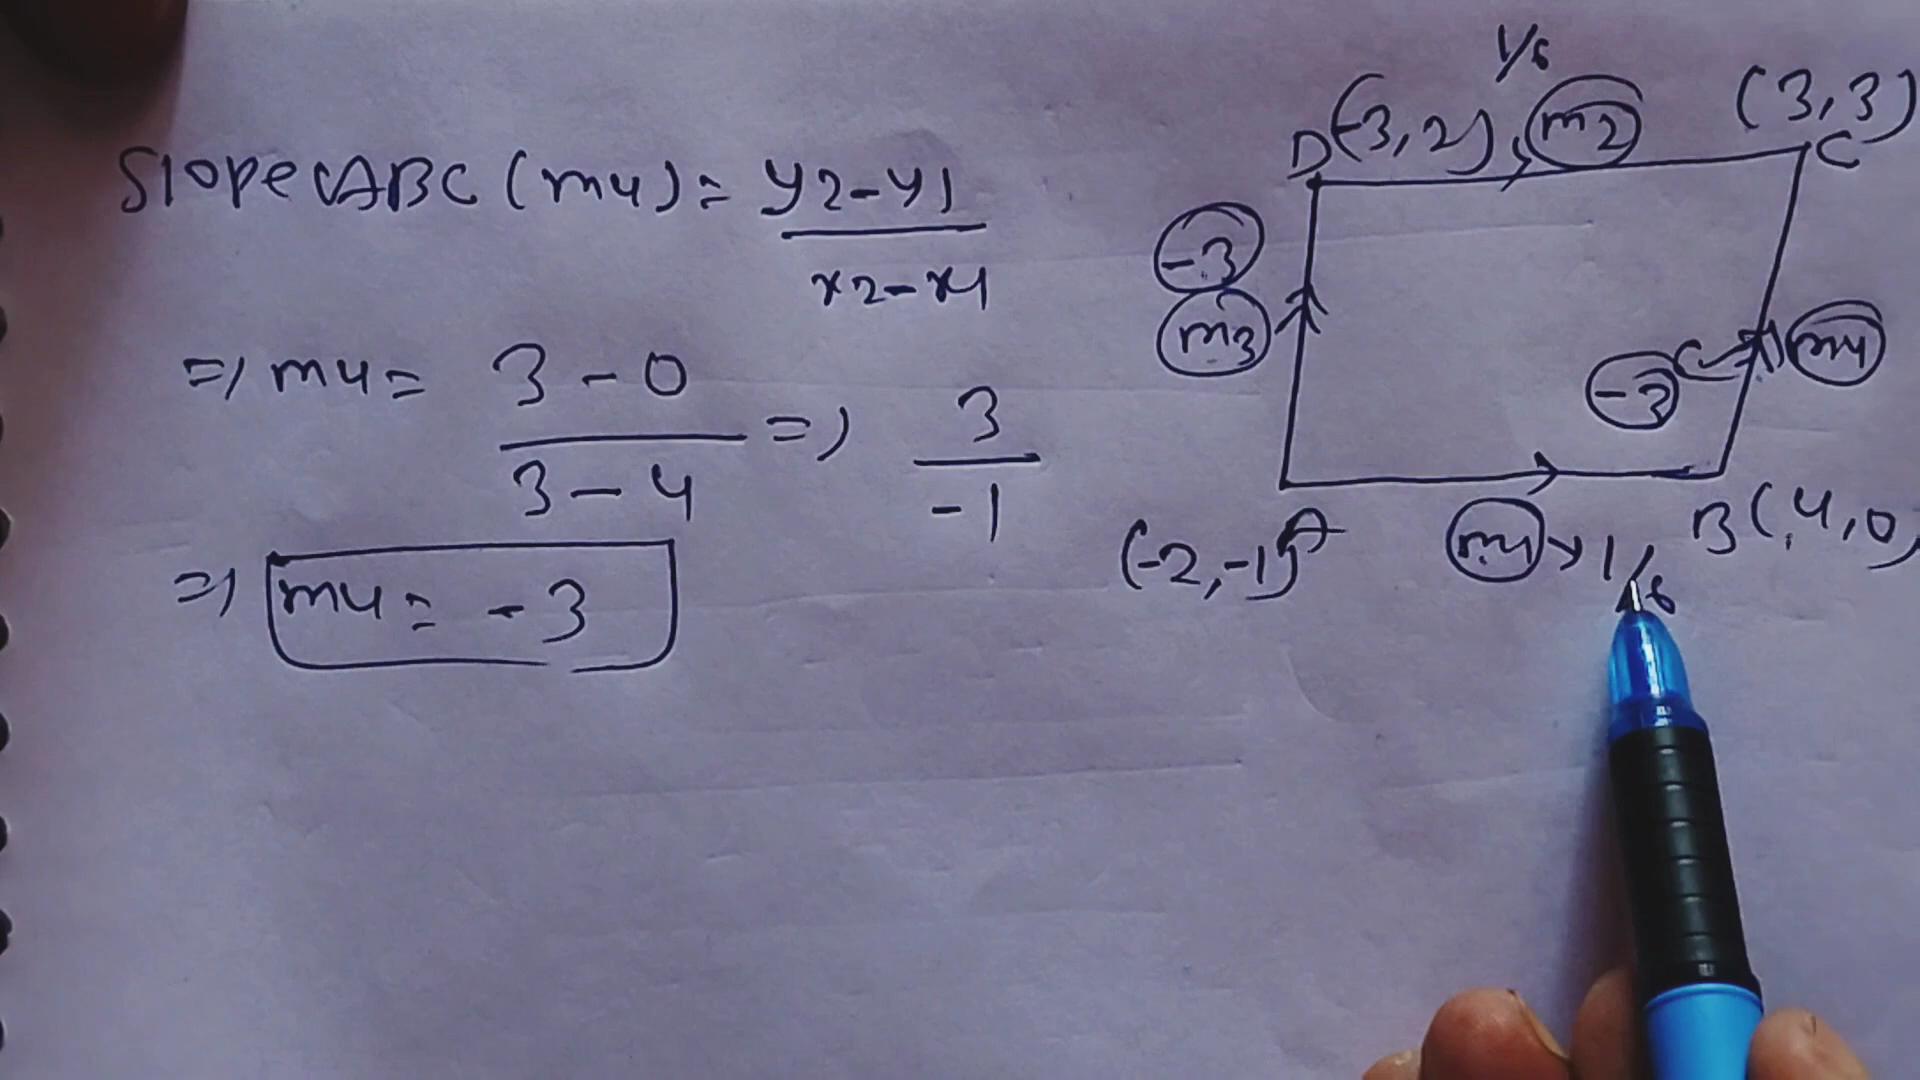 Slope ABC (m4) = y2-y1
x2-x1
=> m4 = 3-0
3-4
=> 3
-1
=> m4 = -3
1/6
D (-3,2) m2 (3,3)
C
-3
m3
m4
-3
(-2,-1) A m1 → 1/6 B (4,0)